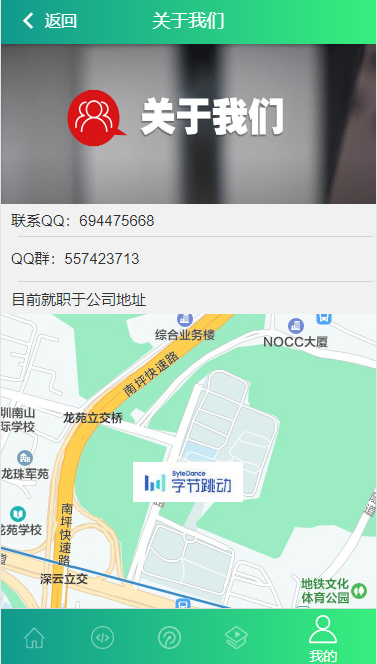 返回
关于我们
关于我们
联系QQ：694475668
QQ群：557423713
目前就职于公司地址
综合业务楼
NOCC大厦
南坪快速路
圳南山
际学校
龙苑立交桥
龙珠军苑
ByteDance
字节跳动
路
苑学校
南坪快速路
道
深云立交
地铁文化
体育公园
我的